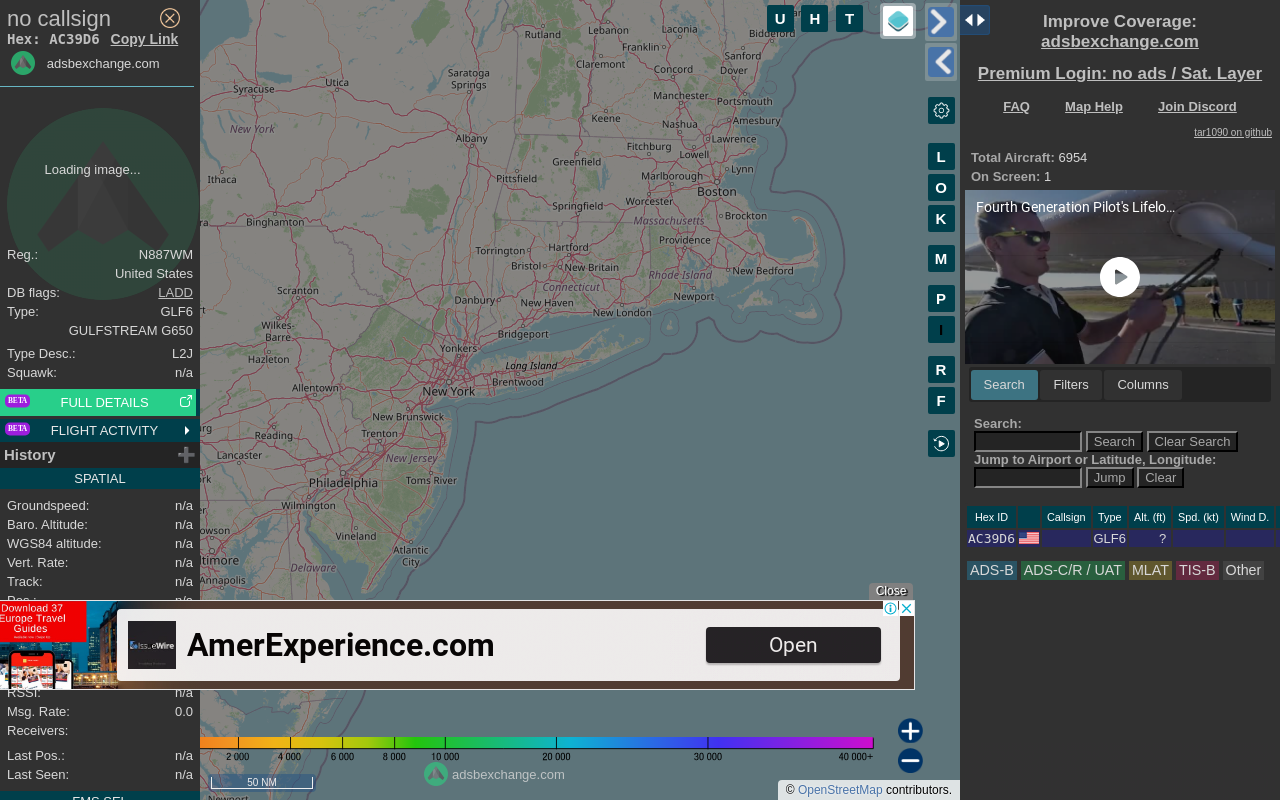 no callsign
Hex: AC39D6 Copy Link
adsbexchange.com
Loading image...
Reg.: N887WM
United States
DB flags: LADD
Type: GLF6
GULFSTREAM G650
Type Desc.: L2J
Squawk: n/a
BETA FULL DETAILS
BETA FLIGHT ACTIVITY
History
SPATIAL
Groundspeed: n/a
Baro. Altitude: n/a
WGS84 altitude: n/a
Vert. Rate: n/a
Track: n/a
Pos.: n/a
RSSI: n/a
Msg. Rate: 0.0
Receivers:
Last Pos.: n/a
Last Seen: n/a
FMS SEL
U H T
L
O
K
M
P
I
R
F
Rutland
Lebanon
Laconia
Biddeford
Franklin
Sanford
Claremont
Concord
Dover
Saratoga
Springs
Utica
Syracuse
Manchester
Portsmouth
Keene
Nashua
Amesbury
New York
Albany
Lawrence
Fitchburg
Lowell
Greenfield
Lynn
Ithaca
Pittsfield
Marlborough
Boston
Worcester
Springfield
Massachusetts
Brockton
Binghamton
Providence
Hartford
Torrington
Bristol
New Britain
New Bedford
Rhode Island
Connecticut
Scranton
Danbury
New Haven
Newport
New London
Wilkes-
Barre
Bridgeport
Yonkers
Hazleton
Long Island
Brentwood
Allentown
New York
New Brunswick
Reading
Trenton
Lancaster
New Jersey
Toms River
Philadelphia
Wilmington
Vineland
Atlantic
City
Annapolis
Delaware
Close
Download 37
Europe Travel
Guides
AmerExperience.com
Open
2 000 4 000 6 000 8 000 10 000 20 000 30 000 40 000+
adsbexchange.com
50 NM
Newport
© OpenStreetMap contributors.
Improve Coverage:
adsbexchange.com
Premium Login: no ads / Sat. Layer
FAQ Map Help Join Discord
tar1090 on github
Total Aircraft: 6954
On Screen: 1
Fourth Generation Pilot's Lifelo...
Search Filters Columns
Search:
Search Clear Search
Jump to Airport or Latitude, Longitude:
Jump Clear
Hex ID Callsign Type Alt. (ft) Spd. (kt) Wind D.
AC39D6 GLF6 ?
ADS-B ADS-C/R / UAT MLAT TIS-B Other